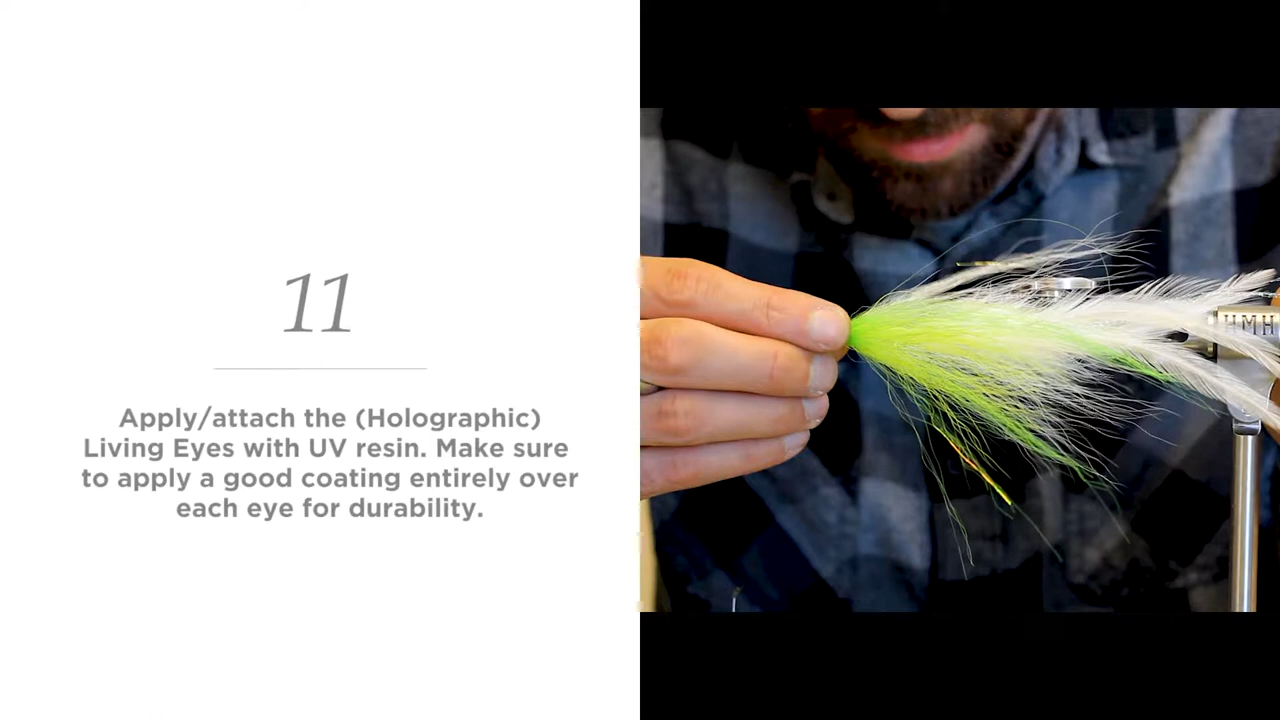 11
Apply/attach the (Holographic)
Living Eyes with UV resin. Make sure
to apply a good coating entirely over
each eye for durability.
HMH